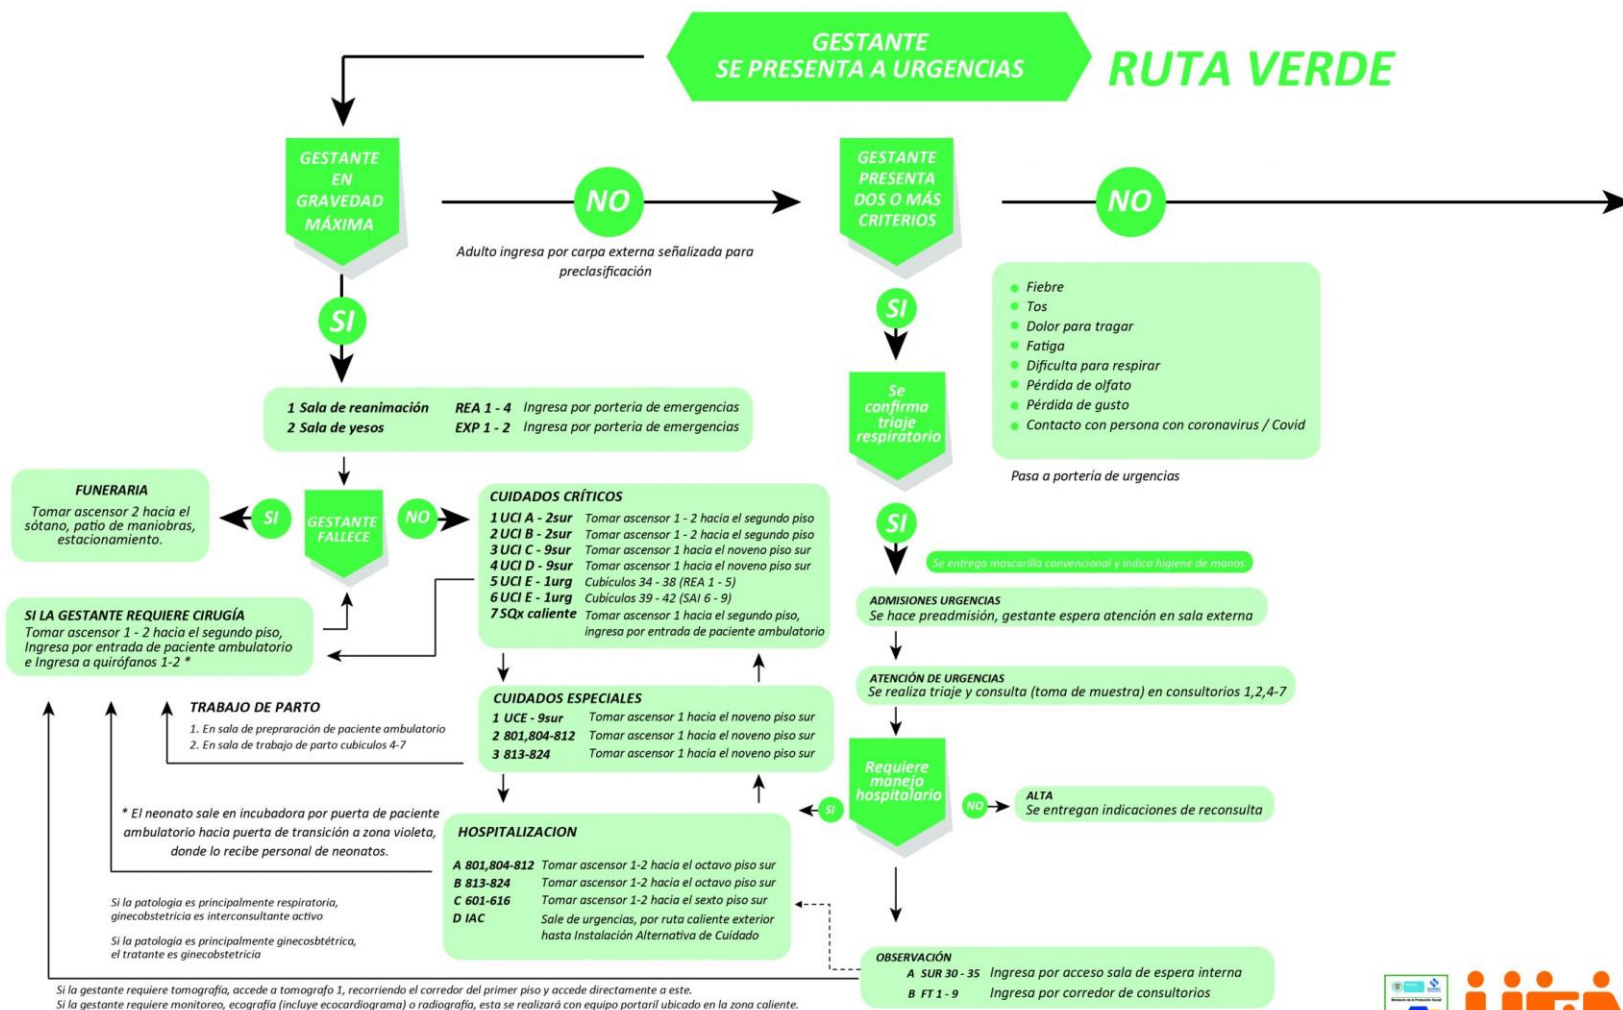 GESTANTE
SE PRESENTA A URGENCIAS
RUTA VERDE
GESTANTE
EN
GRAVEDAD
MÁXIMA
NO
Adulto ingresa por carpa externa señalizada para
preclasificación
GESTANTE
PRESENTA
DOS O MÁS
CRITERIOS
NO
Fiebre
Tos
Dolor para tragar
Fatiga
Dificulta para respirar
Pérdida de olfato
Pérdida de gusto
Contacto con persona con coronavirus / Covid
Pasa a portería de urgencias
SI
1 Sala de reanimación REA 1 - 4 Ingresa por porteria de emergencias
2 Sala de yesos EXP 1 - 2 Ingresa por porteria de emergencias
GESTANTE
FALLECE
SI
FUNERARIA
Tomar ascensor 2 hacia el
sótano, patio de maniobras,
estacionamiento.
NO
CUIDADOS CRÍTICOS
1 UCI A - 2sur Tomar ascensor 1 - 2 hacia el segundo piso
2 UCI B - 2sur Tomar ascensor 1 - 2 hacia el segundo piso
3 UCI C - 9sur Tomar ascensor 1 hacia el noveno piso sur
4 UCI D - 9sur Tomar ascensor 1 hacia el noveno piso sur
5 UCI E - 1urg Cubículos 34 - 38 (REA 1 - 5)
6 UCI E - 1urg Cubículos 39 - 42 (SAI 6 - 9)
7 SQx caliente Tomar ascensor 1 hacia el segundo piso,
ingresa por entrada de paciente ambulatorio
SI LA GESTANTE REQUIERE CIRUGÍA
Tomar ascensor 1 - 2 hacia el segundo piso,
Ingresa por entrada de paciente ambulatorio
e Ingresa a quirófanos 1-2 *
TRABAJO DE PARTO
1. En sala de prepraración de paciente ambulatorio
2. En sala de trabajo de parto cubículos 4-7
CUIDADOS ESPECIALES
1 UCE - 9sur Tomar ascensor 1 hacia el noveno piso sur
2 801,804-812 Tomar ascensor 1 hacia el noveno piso sur
3 813-824 Tomar ascensor 1 hacia el noveno piso sur
* El neonato sale en incubadora por puerta de paciente
ambulatorio hacia puerta de transición a zona violeta,
donde lo recibe personal de neonatos.
HOSPITALIZACION
A 801,804-812 Tomar ascensor 1-2 hacia el octavo piso sur
B 813-824 Tomar ascensor 1-2 hacia el octavo piso sur
C 601-616 Tomar ascensor 1-2 hacia el sexto piso sur
D IAC Sale de urgencias, por ruta caliente exterior
hasta Instalación Alternativa de Cuidado
Si la patologia es principalmente respiratoria,
ginecobstetricia es interconsultante activo
Si la patologia es principalmente ginecosbtétrica,
el tratante es ginecobstetricia
SI
Se
confirma
triaje
respiratorio
SI
Se entrega mascarilla convencional y indica higiene de manos.
ADMISIONES URGENCIAS
Se hace preadmisión, gestante espera atención en sala externa
ATENCIÓN DE URGENCIAS
Se realiza triaje y consulta (toma de muestra) en consultorios 1,2,4-7
Requiere
manejo
hospitalario
SI
NO
ALTA
Se entregan indicaciones de reconsulta
OBSERVACIÓN
A SUR 30 - 35 Ingresa por acceso sala de espera interna
B FT 1 - 9 Ingresa por corredor de consultorios
Si la gestante requiere tomografía, accede a tomografo 1, recorriendo el corredor del primer piso y accede directamente a este.
Si la gestante requiere monitoreo, ecografía (incluye ecocardiograma) o radiografía, esta se realizará con equipo portaril ubicado en la zona caliente.